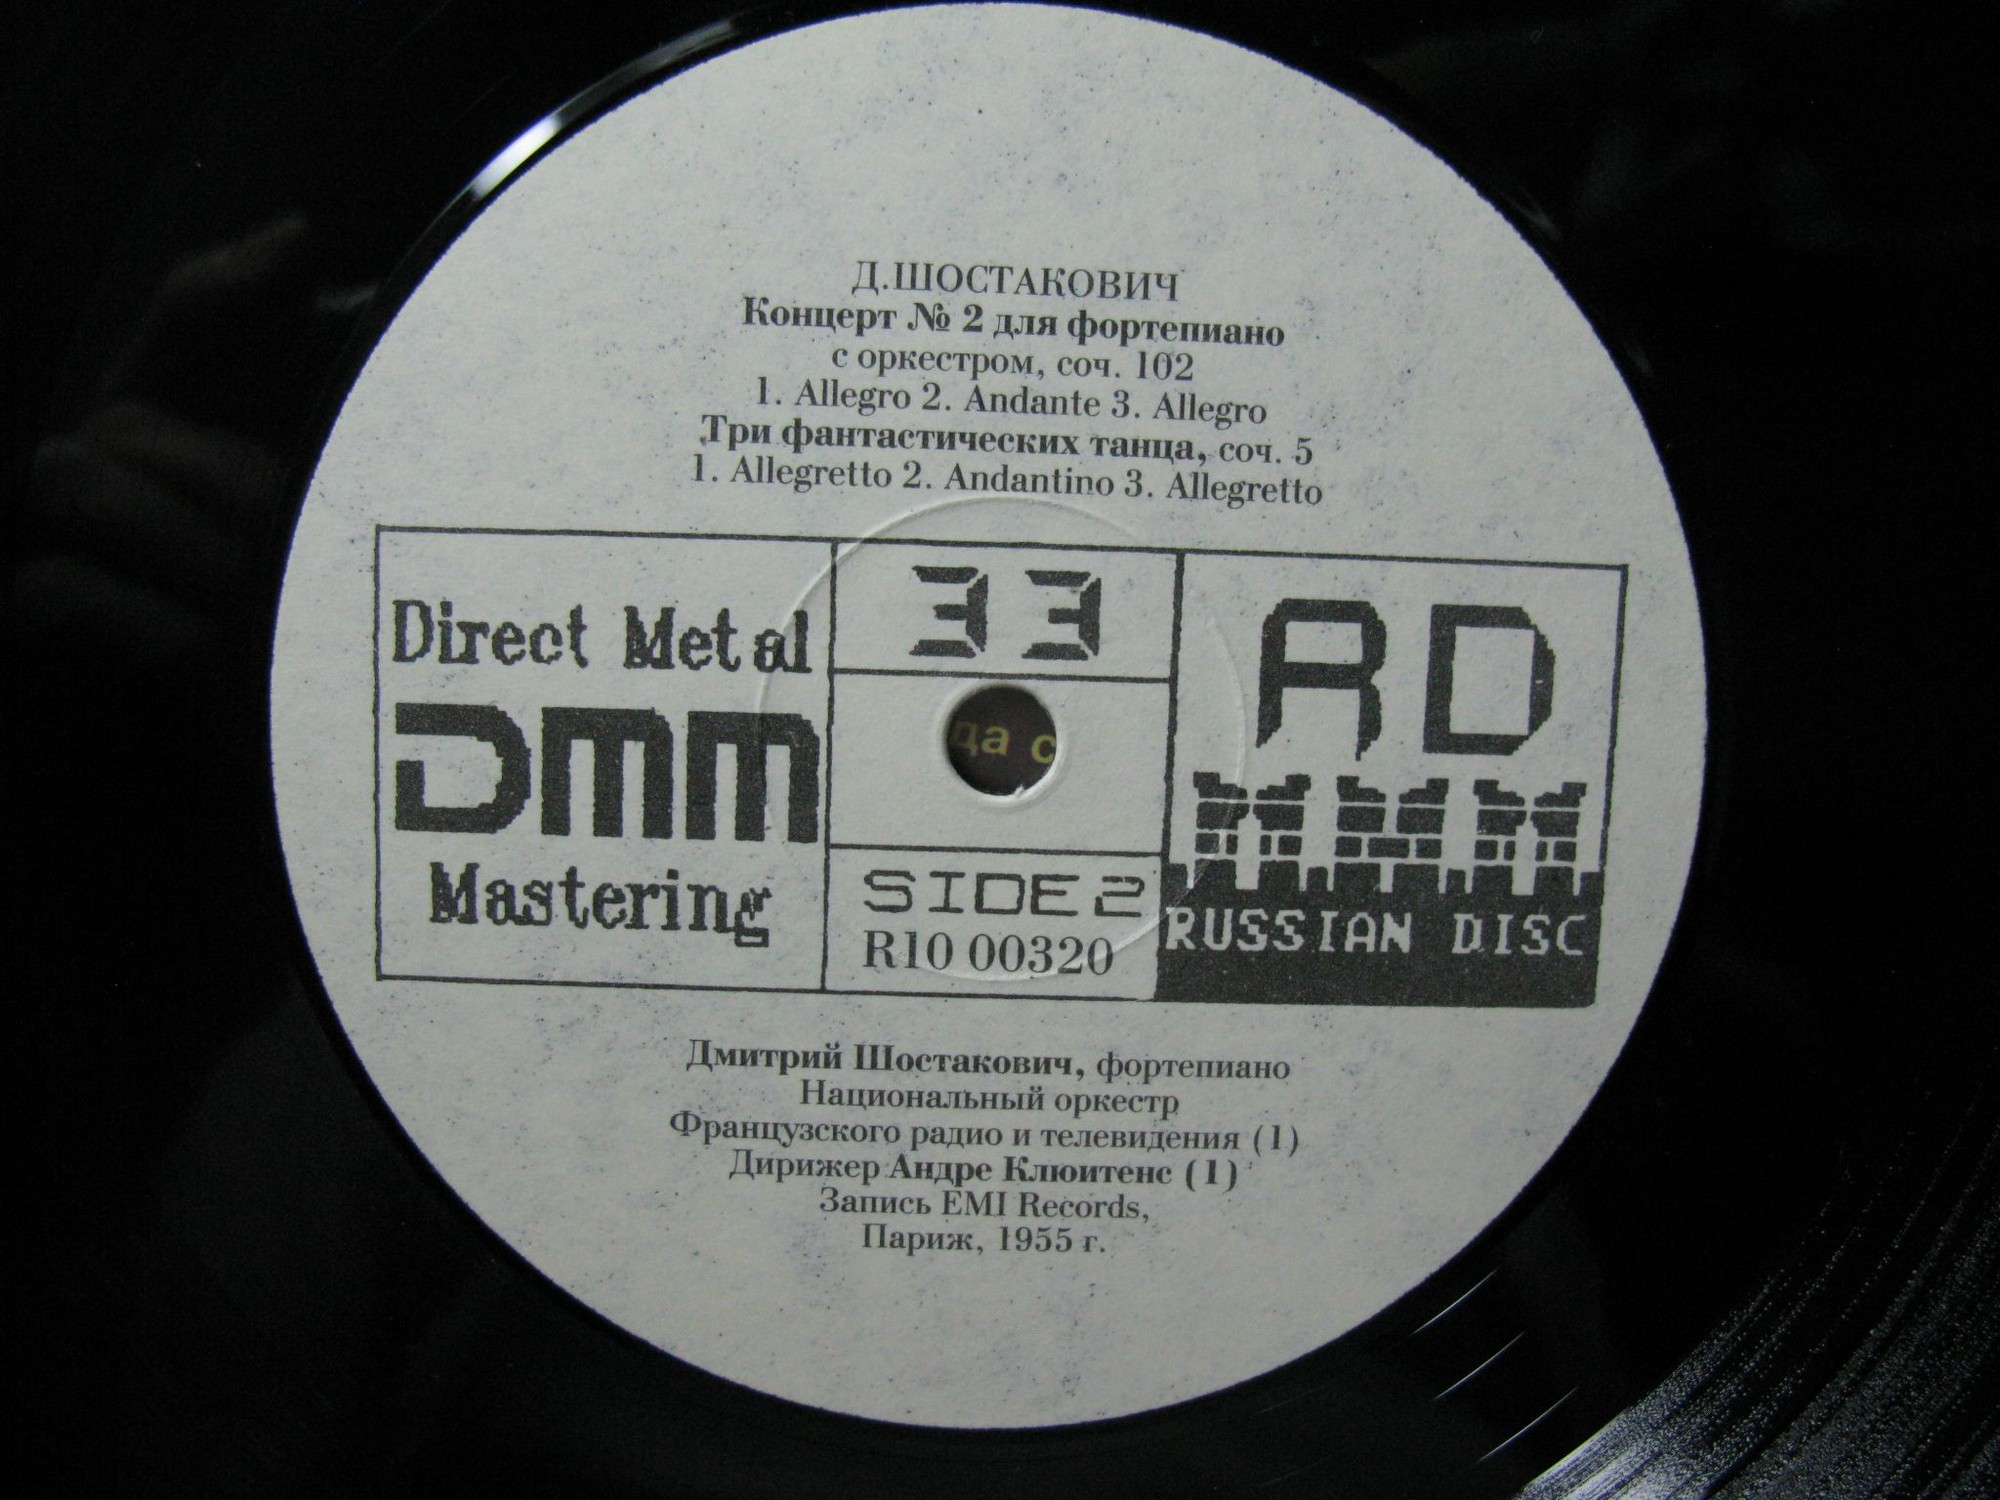 Д.ШОСТАКОВИЧ
Концерт № 2 для фортепиано
с оркестром, соч. 102
1. Allegro 2. Andante 3. Allegro
Три фантастических танца, соч. 5
1. Allegretto 2. Andantino 3. Allegretto
Direct Metal
DMM
Mastering
33
да с
SIDE 2
R10 00320
RD
RUSSIAN DISC
Дмитрий Шостакович, фортепиано
Национальный оркестр
Французского радио и телевидения (1)
Дирижер Андре Клюитенс (1)
Запись EMI Records,
Париж, 1955 г.